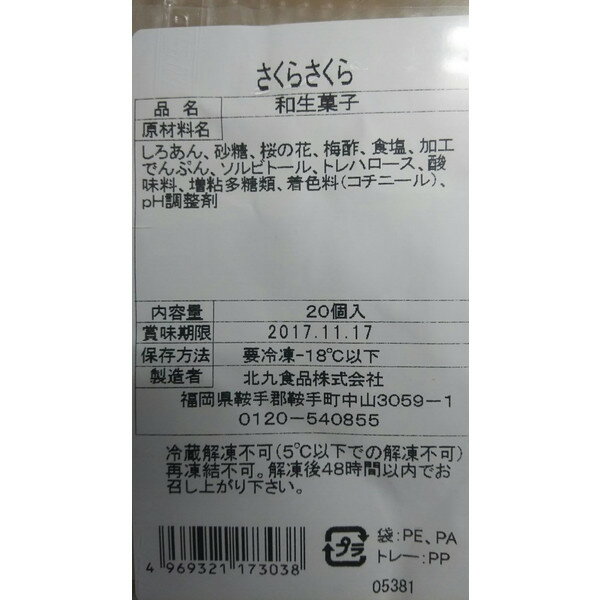 さくらさくら
品 名 和生菓子
原材料名
しろあん、砂糖、桜の花、梅酢、食塩、加工
でんぷん、ソルビトール、トレハロース、酸
味料、増粘多糖類、着色料(コチニール)、
pH調整剤
内容量 20個入
賞味期限 2017.11.17
保存方法 要冷凍-18℃以下
製造者 北九食品株式会社
福岡県鞍手郡鞍手町中山3059-1
0120-540855
冷蔵解凍不可(5℃以下での解凍不可)
再凍結不可。解凍後48時間以内でお
召し上がり下さい。
4 969321 173038
プラ
袋:PE、PA
トレー:PP
05381